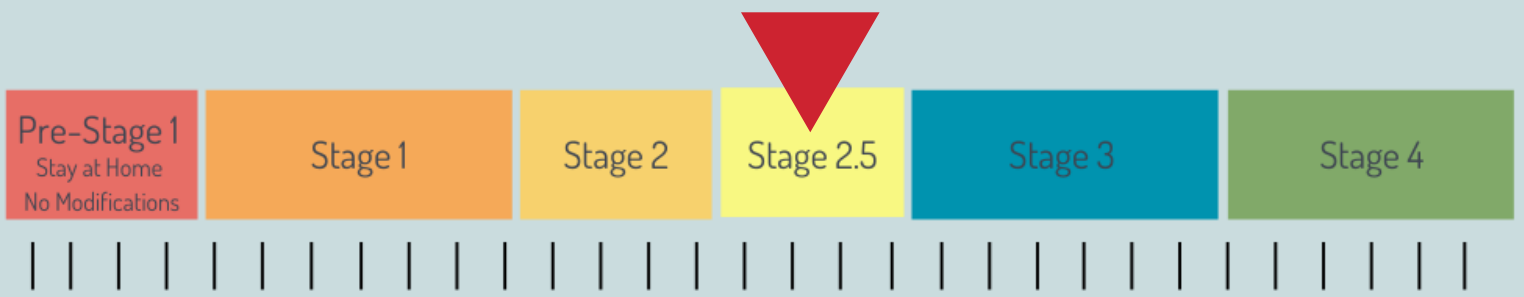 Pre-Stage 1
Stay at Home
No Modifications
Stage 1
Stage 2
Stage 2.5
Stage 3
Stage 4